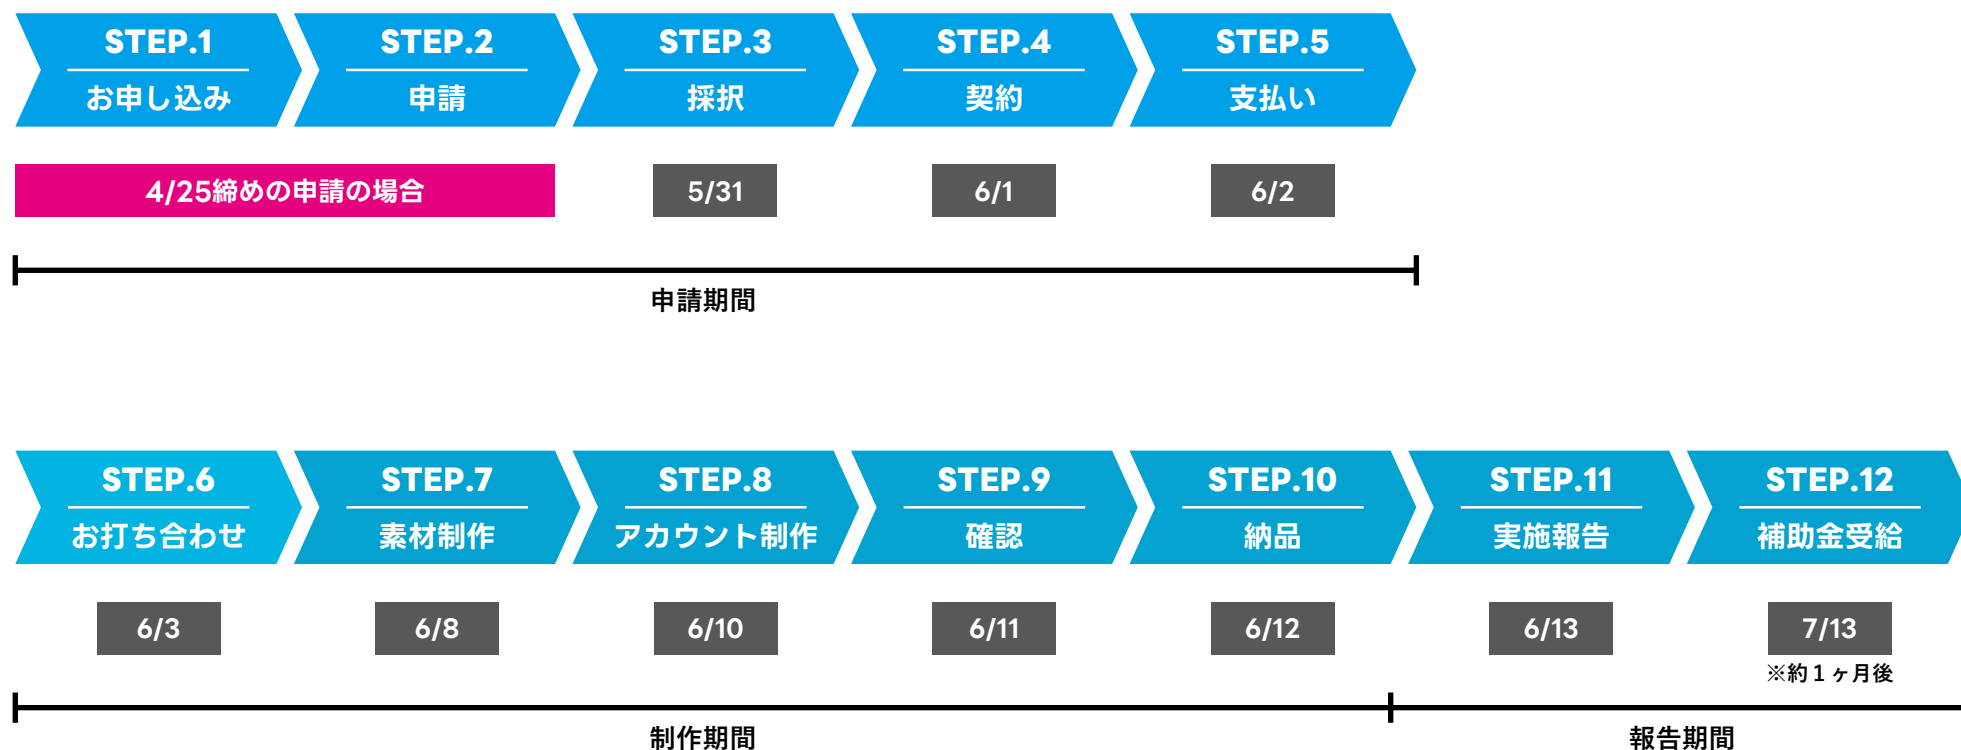 STEP.1
お申し込み
STEP.2
申請
STEP.3
採択
STEP.4
契約
STEP.5
支払い
4/25締めの申請の場合
5/31
6/1
6/2
申請期間
STEP.6
お打ち合わせ
STEP.7
素材制作
STEP.8
アカウント制作
STEP.9
確認
STEP.10
納品
STEP.11
実施報告
STEP.12
補助金受給
6/3
6/8
6/10
6/11
6/12
6/13
7/13
※約１ヶ月後
制作期間
報告期間